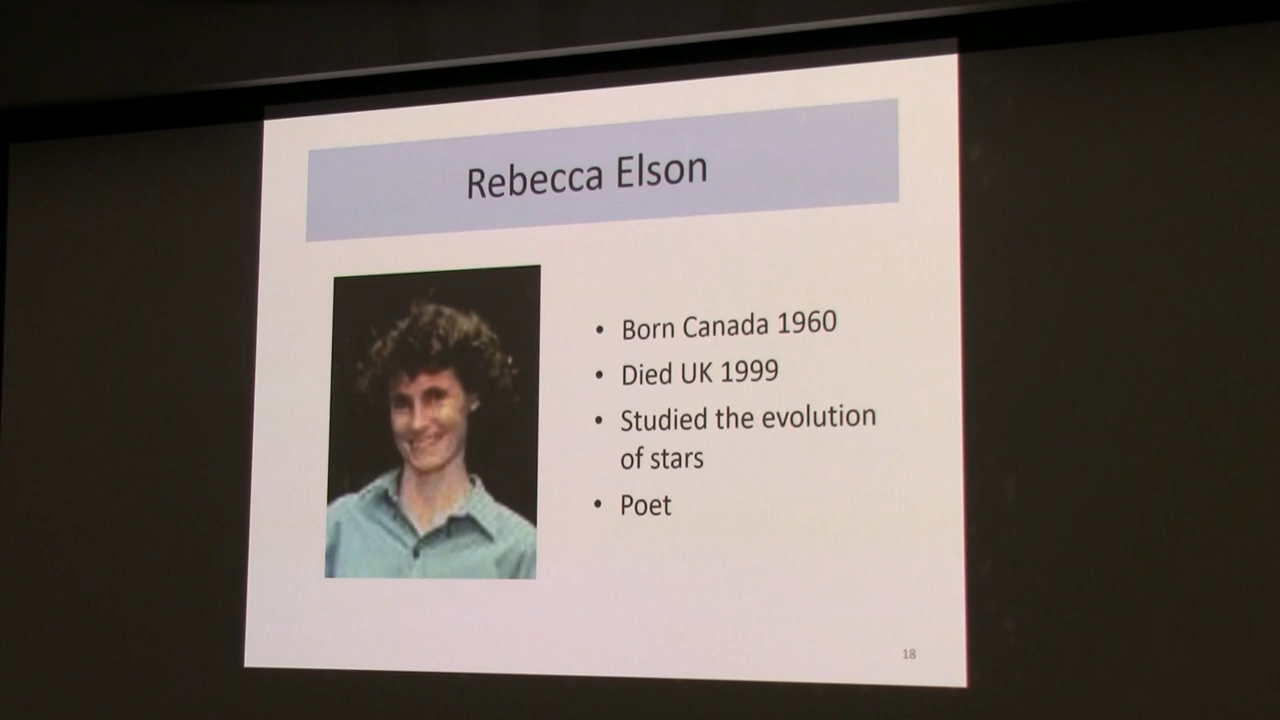 Rebecca Elson
• Born Canada 1960
• Died UK 1999
• Studied the evolution
of stars
• Poet
18